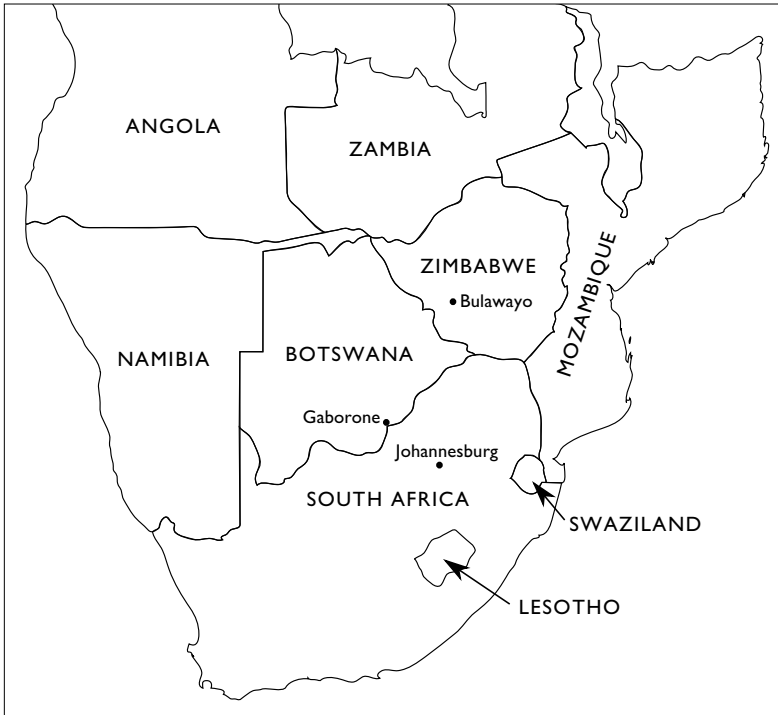 ANGOLA
ZAMBIA
ZIMBABWE
Bulawayo
MOZAMBIQUE
NAMIBIA
BOTSWANA
Gaborone
Johannesburg
SOUTH AFRICA
SWAZILAND
LESOTHO